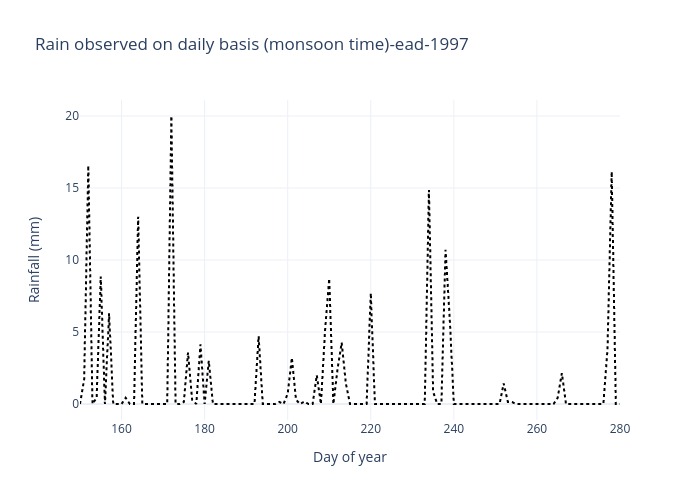 Rain observed on daily basis (monsoon time)-ead-1997
20
15
10
5
0
Rainfall (mm)
160 180 200 220 240 260 280
Day of year